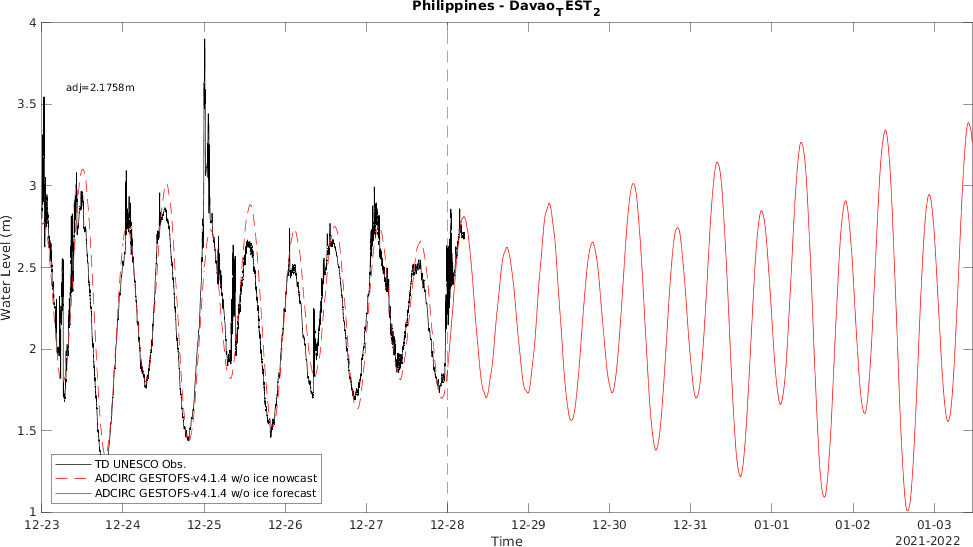 Philippines - Davao_TEST_2
4
adj=2.1758m
3.5
3
2.5
2
1.5
1
Water Level (m)
TD UNESCO Obs.
ADCIRC GESTOFS-v4.1.4 w/o ice nowcast
ADCIRC GESTOFS-v4.1.4 w/o ice forecast
12-23 12-24 12-25 12-26 12-27 12-28 12-29 12-30 12-31 01-01 01-02 01-03
Time
2021-2022